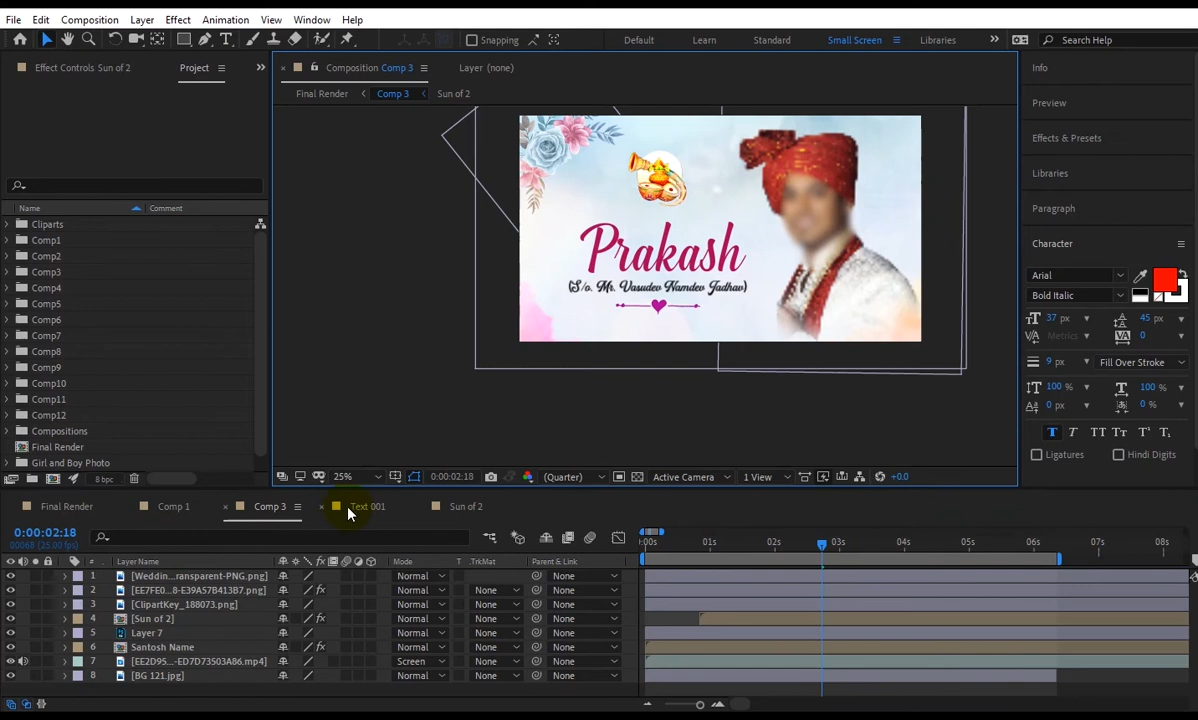 File Edit Composition Layer Effect Animation View Window Help
Snapping Default Learn Standard Small Screen Libraries Search Help
Effect Controls Sun of 2 Project
Composition Comp 3 Layer (none)
Final Render Comp 3 Sun of 2
Prakash
(S/o. Mr. Vasudev Namdev Jadhav)
Name Comment
Cliparts
Comp1
Comp2
Comp3
Comp4
Comp5
Comp6
Comp7
Comp8
Comp9
Comp10
Comp11
Comp12
Compositions
Final Render
Girl and Boy Photo
8 bpc
25% 0:00:02:18 (Quarter) Active Camera 1 View +0.0
Info
Preview
Effects & Presets
Libraries
Paragraph
Character
Arial
Bold Italic
37 px 45 px
Metrics 0
9 px Fill Over Stroke
100 % 100 %
0 px 0 %
T T TT Tt T¹ T₁
Ligatures Hindi Digits
Final Render Comp 1 Comp 3 Text 001 Sun of 2
0:00:02:18
00068 (25.00 fps)
# Layer Name Mode T .TrkMat Parent & Link
:00s 01s 02s 03s 04s 05s 06s 07s 08s
1 [Weddin...ransparent-PNG.png] Normal None
2 [EE7FE0...8-E39A57B413B7.png] Normal None None
3 [ClipartKey_188073.png] Normal None None
4 [Sun of 2] Normal None None
5 Layer 7 Normal None None
6 Santosh Name Normal None None
7 [EE2D95...-ED7D73503A86.mp4] Screen None None
8 [BG 121.jpg] Normal None None